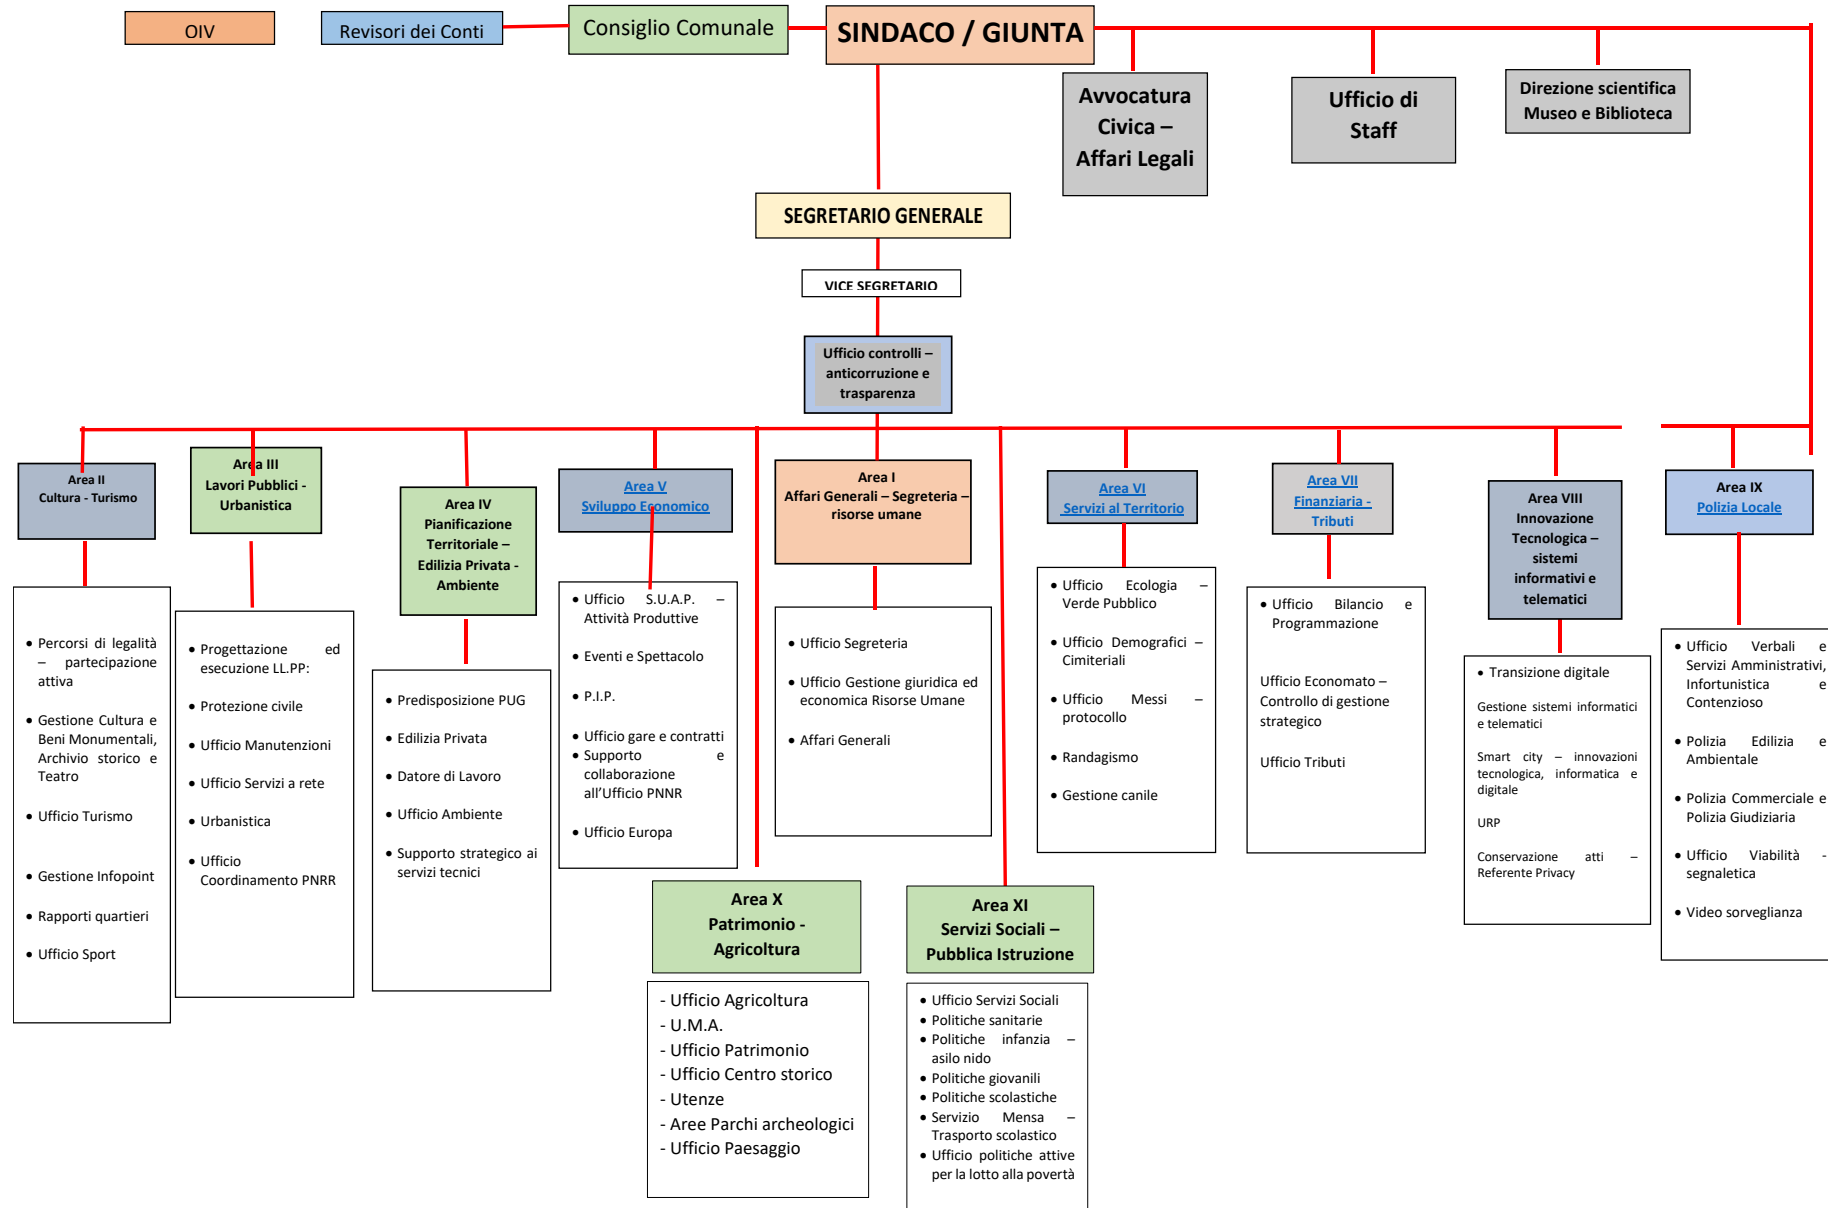 OIV
Revisori dei Conti
Consiglio Comunale
SINDACO / GIUNTA
Avvocatura
Civica –
Affari Legali
Ufficio di
Staff
Direzione scientifica
Museo e Biblioteca
SEGRETARIO GENERALE
VICE SEGRETARIO
Ufficio controlli –
anticorruzione e
trasparenza
Area II
Cultura - Turismo
• Percorsi di legalità
– partecipazione
attiva
• Gestione Cultura e
Beni Monumentali,
Archivio storico e
Teatro
• Ufficio Turismo
• Gestione Infopoint
• Rapporti quartieri
• Ufficio Sport
Area III
Lavori Pubblici -
Urbanistica
• Progettazione ed
esecuzione LL.PP:
• Protezione civile
• Ufficio Manutenzioni
• Ufficio Servizi a rete
• Urbanistica
• Ufficio
Coordinamento PNRR
Area IV
Pianificazione
Territoriale –
Edilizia Privata -
Ambiente
• Predisposizione PUG
• Edilizia Privata
• Datore di Lavoro
• Ufficio Ambiente
• Supporto strategico ai
servizi tecnici
Area V
Sviluppo Economico
• Ufficio S.U.A.P. –
Attività Produttive
• Eventi e Spettacolo
• P.I.P.
• Ufficio gare e contratti
• Supporto e
collaborazione
all'Ufficio PNNR
• Ufficio Europa
Area I
Affari Generali – Segreteria –
risorse umane
• Ufficio Segreteria
• Ufficio Gestione giuridica ed
economica Risorse Umane
• Affari Generali
Area VI
Servizi al Territorio
• Ufficio Ecologia –
Verde Pubblico
• Ufficio Demografici –
Cimiteriali
• Ufficio Messi –
protocollo
• Randagismo
• Gestione canile
Area VII
Finanziaria -
Tributi
• Ufficio Bilancio e
Programmazione
Ufficio Economato –
Controllo di gestione
strategico
Ufficio Tributi
Area VIII
Innovazione
Tecnologica –
sistemi
informativi e
telematici
• Transizione digitale
Gestione sistemi informatici
e telematici
Smart city – innovazioni
tecnologica, informatica e
digitale
URP
Conservazione atti –
Referente Privacy
Area IX
Polizia Locale
• Ufficio Verbali e
Servizi Amministrativi,
Infortunistica e
Contenzioso
• Polizia Edilizia e
Ambientale
• Polizia Commerciale e
Polizia Giudiziaria
• Ufficio Viabilità -
segnaletica
• Video sorveglianza
Area X
Patrimonio -
Agricoltura
- Ufficio Agricoltura
- U.M.A.
- Ufficio Patrimonio
- Ufficio Centro storico
- Utenze
- Aree Parchi archeologici
- Ufficio Paesaggio
Area XI
Servizi Sociali –
Pubblica Istruzione
• Ufficio Servizi Sociali
• Politiche sanitarie
• Politiche infanzia –
asilo nido
• Politiche giovanili
• Politiche scolastiche
• Servizio Mensa –
Trasporto scolastico
• Ufficio politiche attive
per la lotto alla povertà